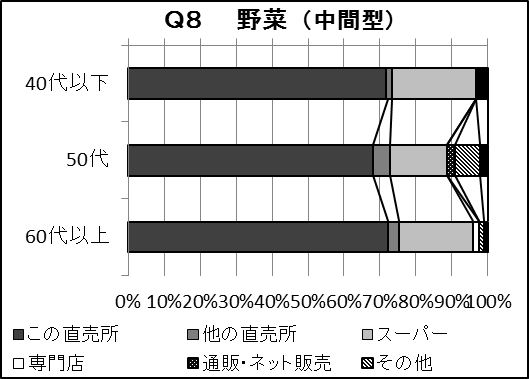 Q8 野菜(中間型)
40代以下
50代
60代以上
0% 10% 20% 30% 40% 50% 60% 70% 80% 90% 100%
この直売所 他の直売所 スーパー
専門店 通販・ネット販売 その他